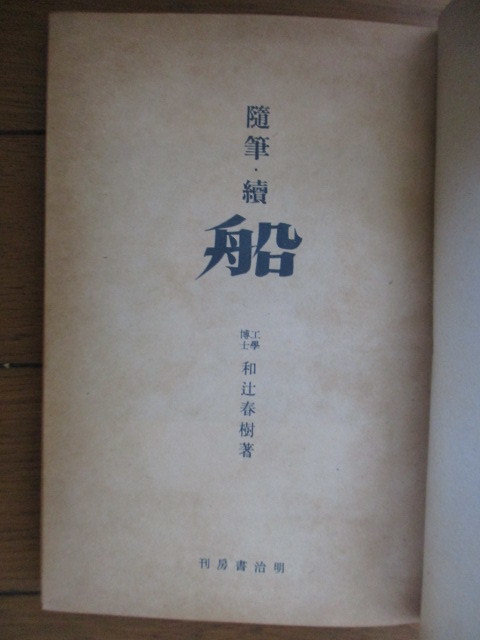 隨筆・續
船
工學博士
和辻春樹著
明治書房刊